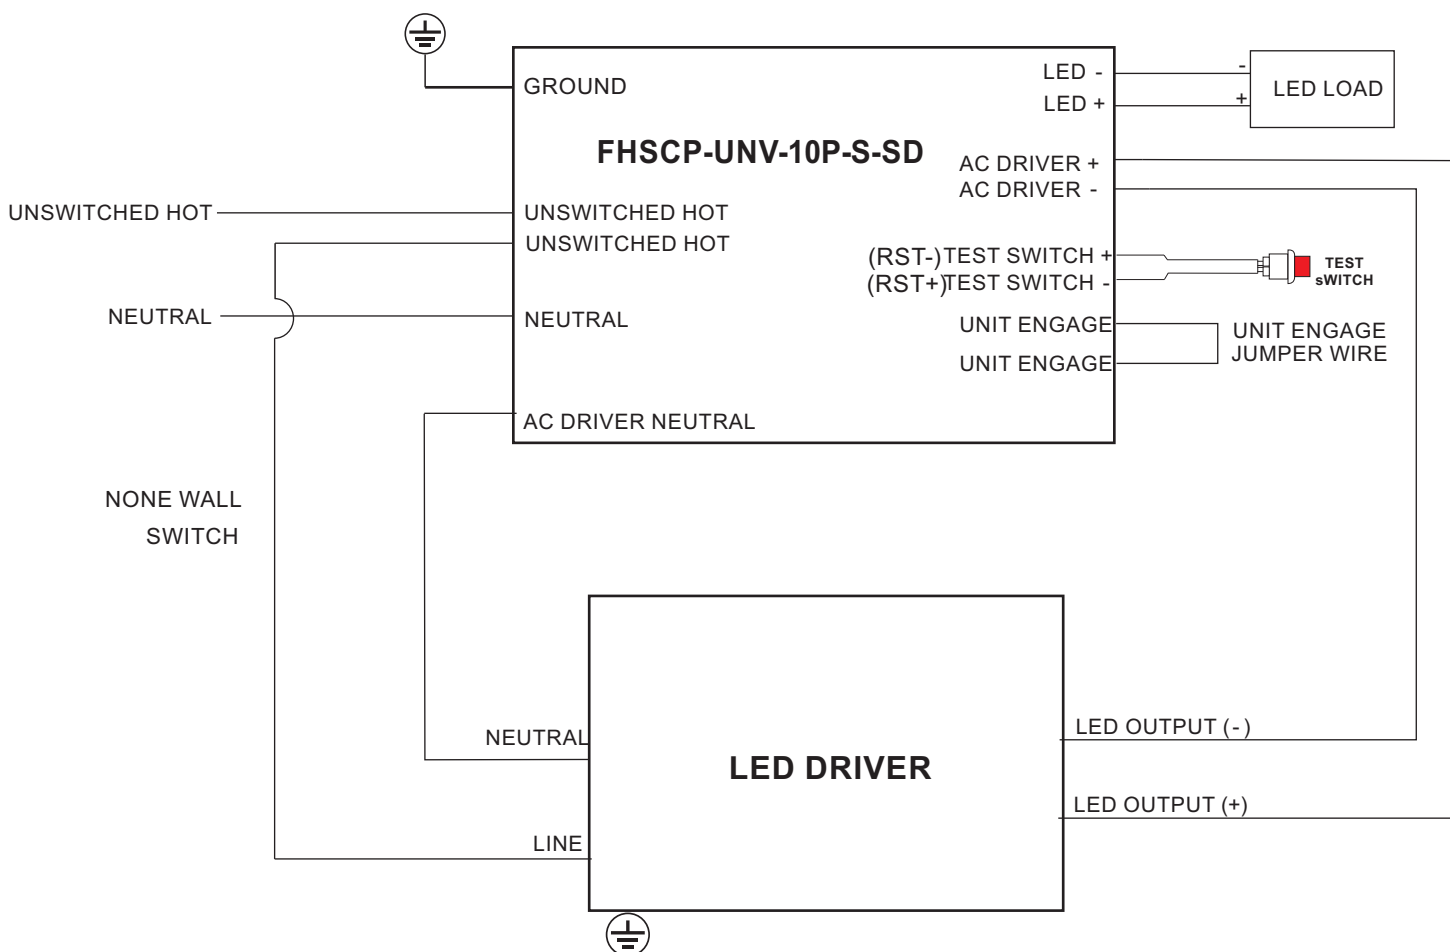 GROUND
FHSCP-UNV-10P-S-SD
LED -
LED +
-
+
LED LOAD
AC DRIVER +
AC DRIVER -
UNSWITCHED HOT
UNSWITCHED HOT
UNSWITCHED HOT
(RST-) TEST SWITCH +
(RST+) TEST SWITCH -
TEST
sWITCH
NEUTRAL
NEUTRAL
UNIT ENGAGE
UNIT ENGAGE
UNIT ENGAGE
JUMPER WIRE
AC DRIVER NEUTRAL
NONE WALL
SWITCH
NEUTRAL
LED DRIVER
LED OUTPUT (-)
LED OUTPUT (+)
LINE